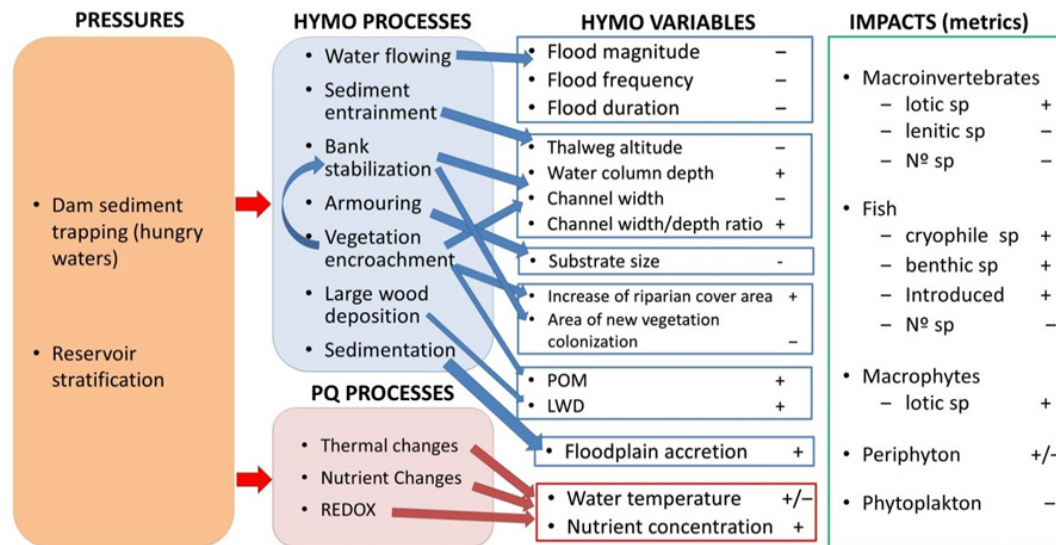 PRESSURES
• Dam sediment
trapping (hungry
waters)
• Reservoir
stratification
HYMO PROCESSES
• Water flowing
• Sediment
entrainment
• Bank
stabilization
• Armouring
• Vegetation
encroachment
• Large wood
deposition
• Sedimentation
PQ PROCESSES
• Thermal changes
• Nutrient Changes
• REDOX
HYMO VARIABLES
• Flood magnitude –
• Flood frequency –
• Flood duration –
• Thalweg altitude –
• Water column depth +
• Channel width –
• Channel width/depth ratio +
• Substrate size -
• Increase of riparian cover area +
• Area of new vegetation
colonization –
• POM +
• LWD +
• Floodplain accretion +
• Water temperature +/–
• Nutrient concentration +
IMPACTS (metrics)
• Macroinvertebrates
– lotic sp +
– lenitic sp –
– Nº sp –
• Fish
– cryophile sp +
– benthic sp +
– Introduced +
– Nº sp –
• Macrophytes
– lotic sp +
• Periphyton +/–
• Phytoplakton –